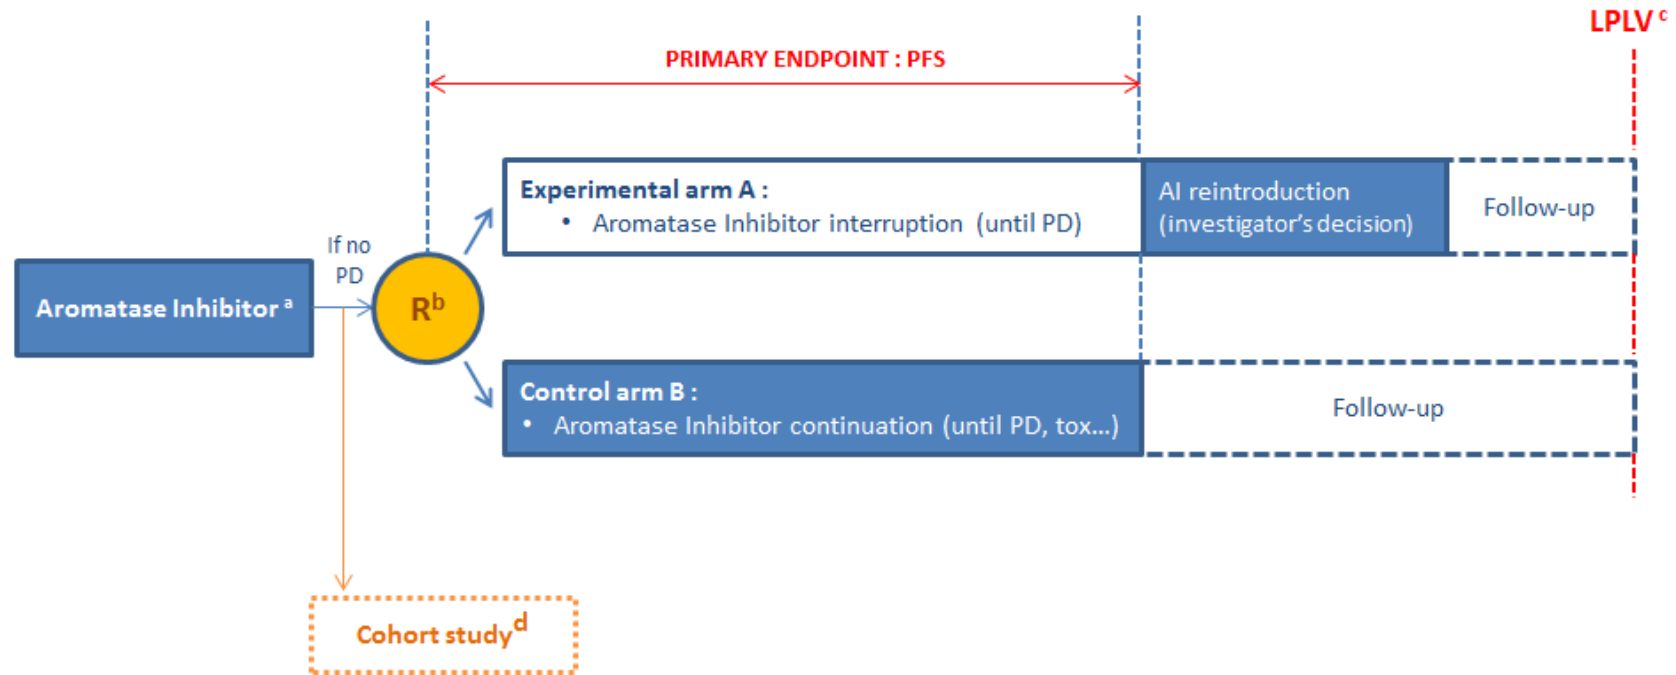 LPLV c
PRIMARY ENDPOINT : PFS
Experimental arm A :
• Aromatase Inhibitor interruption (until PD)
AI reintroduction
(investigator's decision)
Follow-up
If no
PD
Aromatase Inhibitor a
Rb
Control arm B :
• Aromatase Inhibitor continuation (until PD, tox...)
Follow-up
Cohort study d